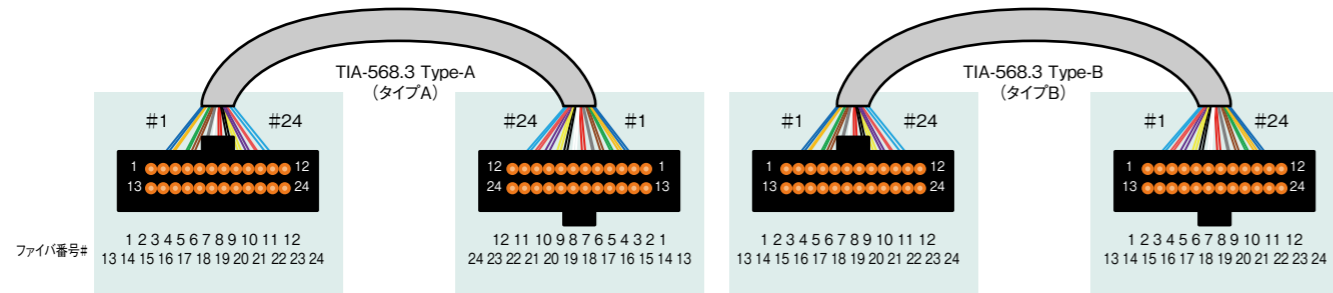 TIA-568.3 Type-A
(タイプA)
TIA-568.3 Type-B
(タイプB)
#1 #24 #24 #1 #1 #24 #1 #24
1 12 12 1 1 12 1 12
13 24 24 13 13 24 13 24
ファイバ番号#
1 2 3 4 5 6 7 8 9 10 11 12
13 14 15 16 17 18 19 20 21 22 23 24
12 11 10 9 8 7 6 5 4 3 2 1
24 23 22 21 20 19 18 17 16 15 14 13
1 2 3 4 5 6 7 8 9 10 11 12
13 14 15 16 17 18 19 20 21 22 23 24
1 2 3 4 5 6 7 8 9 10 11 12
13 14 15 16 17 18 19 20 21 22 23 24